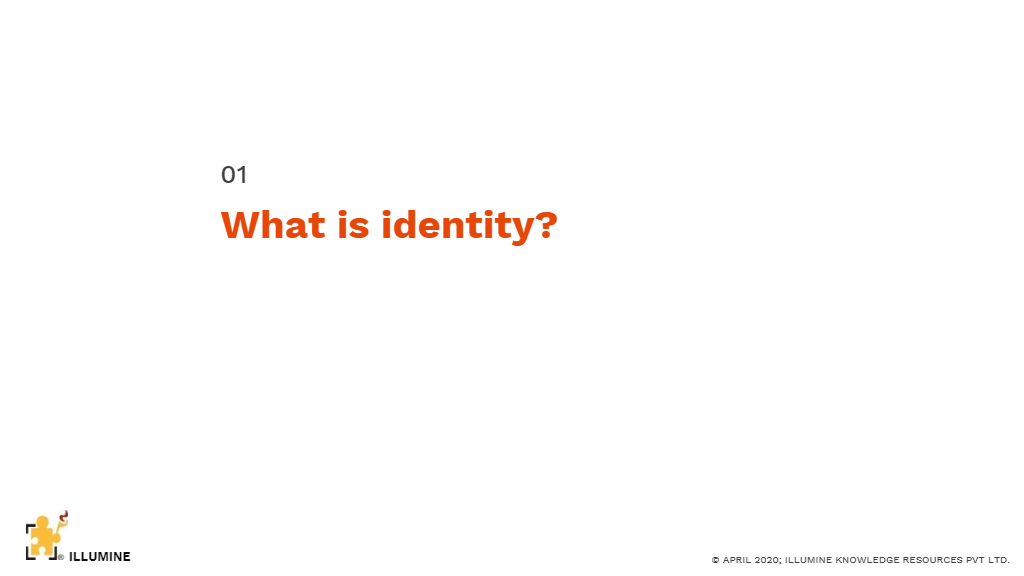 01
What is identity?
® ILLUMINE
© APRIL 2020; ILLUMINE KNOWLEDGE RESOURCES PVT LTD.